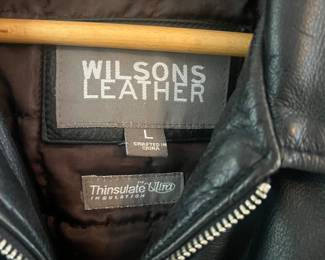 WILSONS
LEATHER
L
CRAFTED IN
CHINA
Thinsulate Ultra
INSULATION